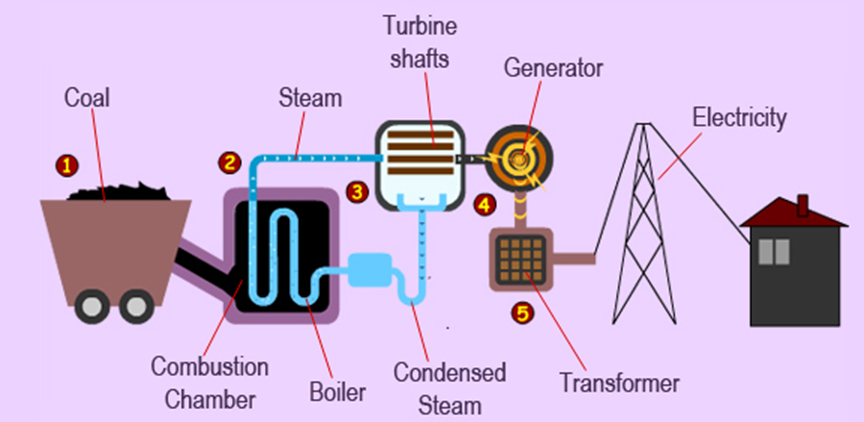 Turbine
shafts
Generator
Coal
Steam
Electricity
1
2
3
4
5
Combustion
Chamber
Boiler
Condensed
Steam
Transformer